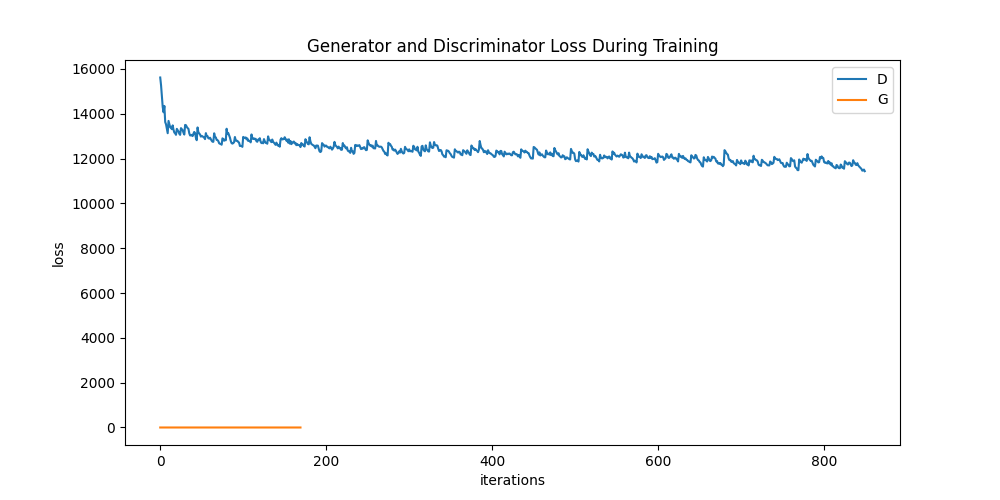 Generator and Discriminator Loss During Training
16000
14000
12000
10000
8000
6000
4000
2000
0
loss
D
G
0 200 400 600 800
iterations